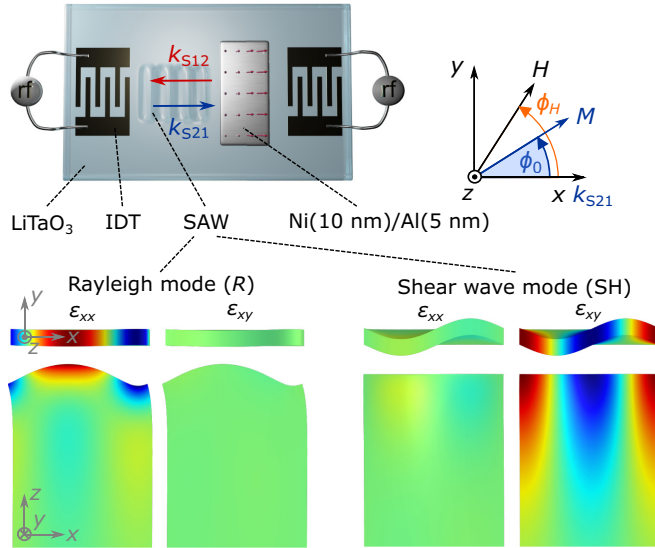 k_S12
k_S21
rf
rf
y
H
ϕ_H
M
ϕ_0
z
x
k_S21
LiTaO₃
IDT
SAW
Ni(10 nm)/Al(5 nm)
Rayleigh mode (R)
Shear wave mode (SH)
ε_xx
ε_xy
ε_xx
ε_xy
y
z
x
z
y
x